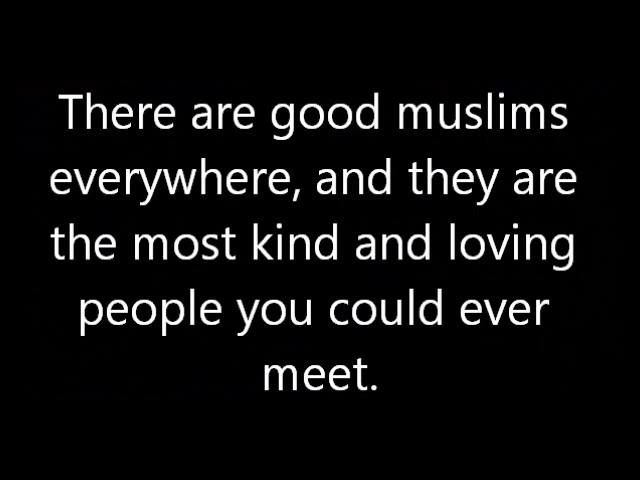 There are good muslims
everywhere, and they are
the most kind and loving
people you could ever
meet.